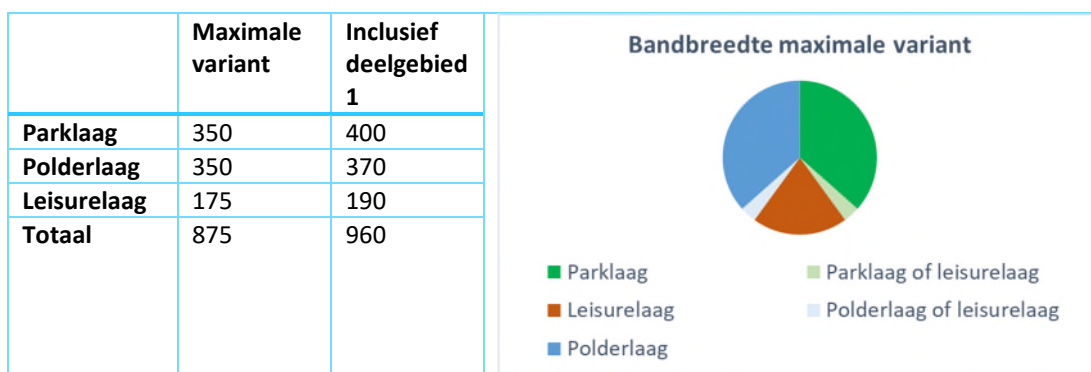 Maximale variant
Inclusief deelgebied 1
Parklaag 350 400
Polderlaag 350 370
Leisurelaag 175 190
Totaal 875 960
Bandbreedte maximale variant
Parklaag
Parklaag of leisurelaag
Leisurelaag
Polderlaag of leisurelaag
Polderlaag